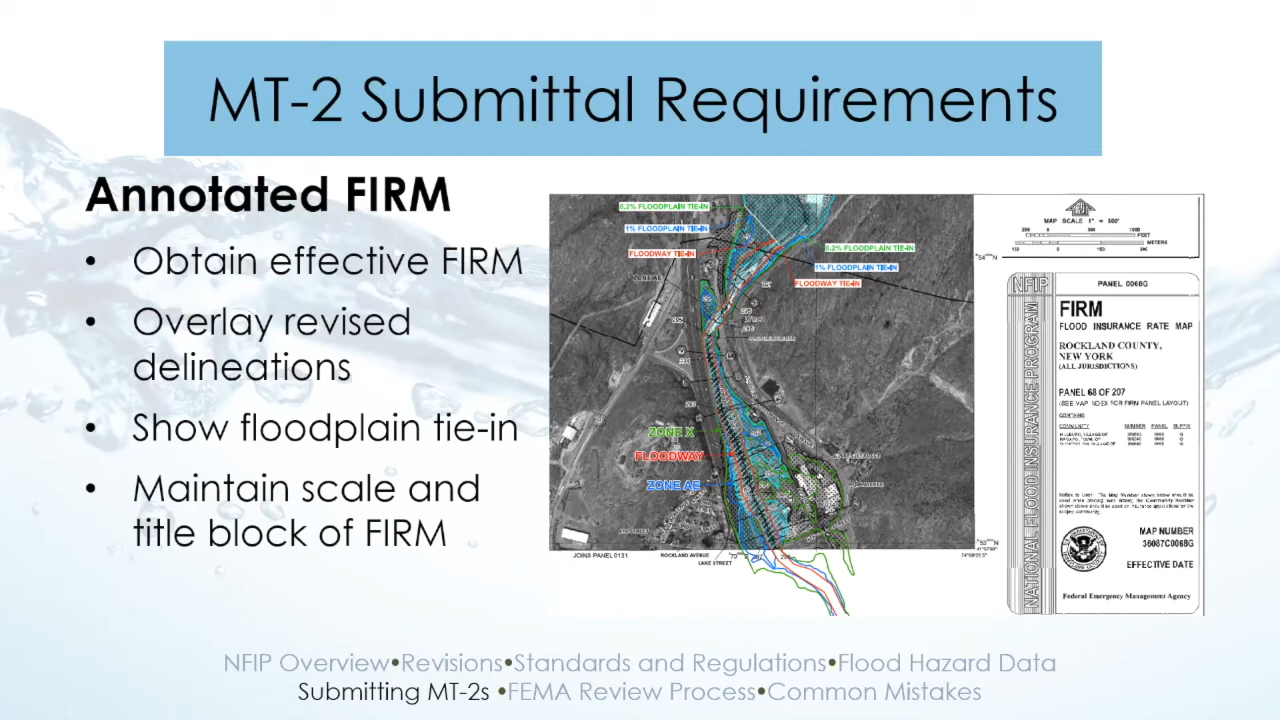 MT-2 Submittal Requirements
Annotated FIRM
• Obtain effective FIRM
• Overlay revised
delineations
• Show floodplain tie-in
• Maintain scale and
title block of FIRM
0.2% FLOODPLAIN TIE-IN
1% FLOODPLAIN TIE-IN
FLOODWAY TIE-IN
0.2% FLOODPLAIN TIE-IN
1% FLOODPLAIN TIE-IN
FLOODWAY TIE-IN
ZONE AE
ZONE X
FLOODWAY
ZONE AE
JOINS PANEL 0131
ROCKLAND AVENUE
LAKE STREET
MAP SCALE 1" = 500'
FEET
METERS
NFIP
PANEL 0068G
NATIONAL FLOOD INSURANCE PROGRAM
FIRM
FLOOD INSURANCE RATE MAP
ROCKLAND COUNTY,
NEW YORK
(ALL JURISDICTIONS)
PANEL 68 OF 207
(SEE MAP INDEX FOR FIRM PANEL LAYOUT)
CONTAINS
COMMUNITY NUMBER PANEL SUFFIX
MAP NUMBER
36087C0068G
EFFECTIVE DATE
Federal Emergency Management Agency
NFIP Overview•Revisions•Standards and Regulations•Flood Hazard Data
Submitting MT-2s •FEMA Review Process•Common Mistakes